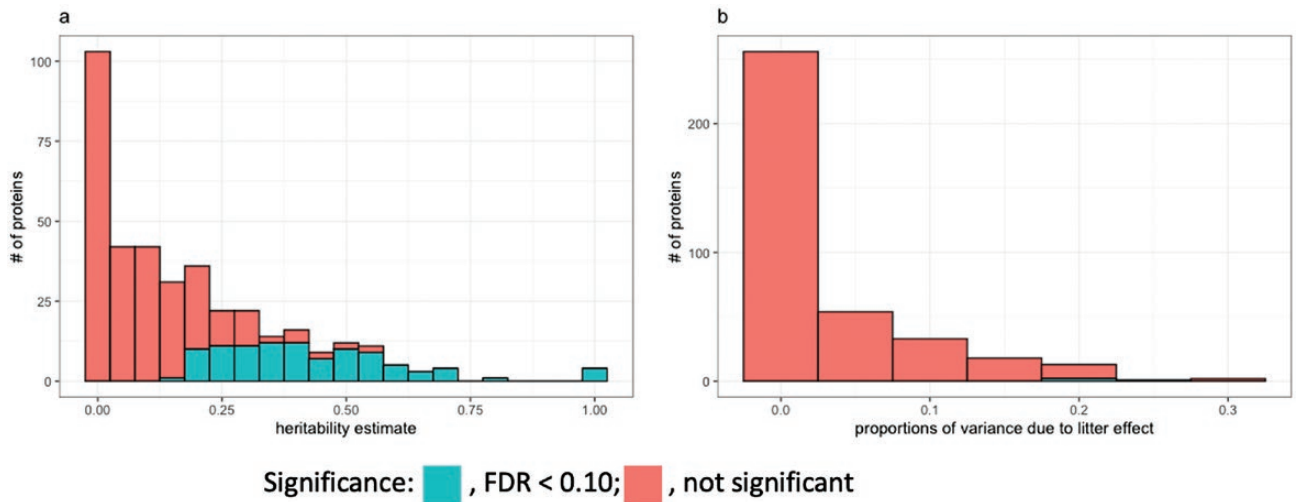 a
100
75
50
25
0
# of proteins
0.00 0.25 0.50 0.75 1.00
heritability estimate
b
200
100
0
# of proteins
0.0 0.1 0.2 0.3
proportions of variance due to litter effect
Significance: , FDR < 0.10; , not significant